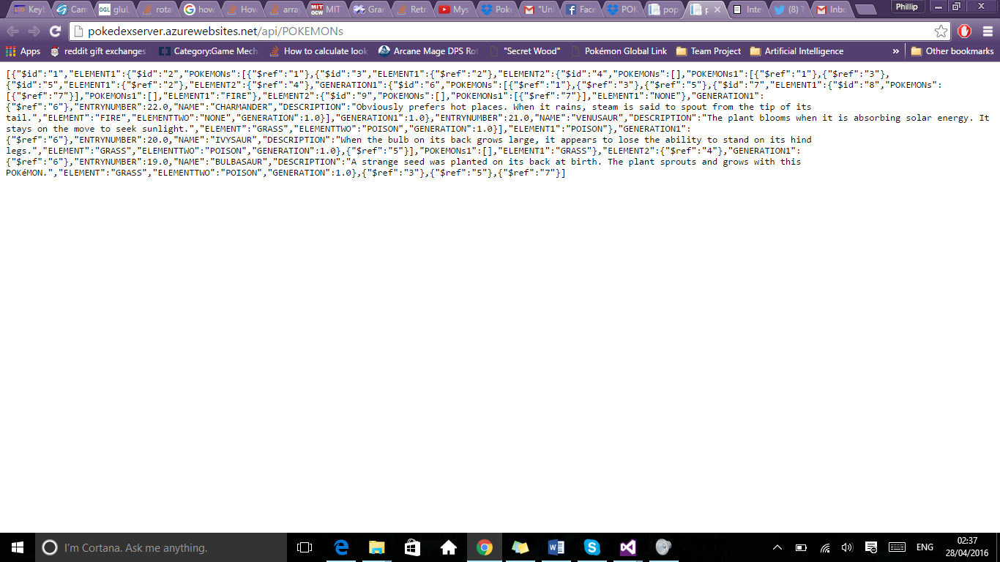 Keyl
Cam
OGL
gluL
rota
how
How
array
MIT OCW
MIT
Gran
Retr
Mys
Poke
"Un
Face
POK
pop
p
Inte
(8) T
Inbo
Phillip
pokedexserver.azurewebsites.net/api/POKEMONs
Apps reddit gift exchanges Category:Game Mech How to calculate look Arcane Mage DPS Rot "Secret Wood" Pokémon Global Link Team Project Artificial Intelligence » Other bookmarks
[{"$id":"1","ELEMENT1":{"$id":"2","POKEMONs":[{"$ref":"1"},{"$id":"3","ELEMENT1":{"$ref":"2"},"ELEMENT2":{"$id":"4","POKEMONs":[],"POKEMONs1":[{"$ref":"1"},{"$ref":"3"},
{"$id":"5","ELEMENT1":{"$ref":"2"},"ELEMENT2":{"$ref":"4"},"GENERATION1":{"$id":"6","POKEMONs":[{"$ref":"1"},{"$ref":"3"},{"$ref":"5"},{"$id":"7","ELEMENT1":{"$id":"8","POKEMONs":
[{"$ref":"7"}],"POKEMONs1":[],"ELEMENT1":"FIRE"},"ELEMENT2":{"$id":"9","POKEMONs":[],"POKEMONs1":[{"$ref":"7"}],"ELEMENT1":"NONE"},"GENERATION1":
{"$ref":"6"},"ENTRYNUMBER":22.0,"NAME":"CHARMANDER","DESCRIPTION":"Obviously prefers hot places. When it rains, steam is said to spout from the tip of its
tail.","ELEMENT":"FIRE","ELEMENTTWO":"NONE","GENERATION":1.0}],"GENERATION1":1.0},"ENTRYNUMBER":21.0,"NAME":"VENUSAUR","DESCRIPTION":"The plant blooms when it is absorbing solar energy. It
stays on the move to seek sunlight.","ELEMENT":"GRASS","ELEMENTTWO":"POISON","GENERATION":1.0}],"ELEMENT1":"POISON"},"GENERATION1":
{"$ref":"6"},"ENTRYNUMBER":20.0,"NAME":"IVYSAUR","DESCRIPTION":"When the bulb on its back grows large, it appears to lose the ability to stand on its hind
legs.","ELEMENT":"GRASS","ELEMENTTWO":"POISON","GENERATION":1.0},{"$ref":"5"}],"POKEMONs1":[],"ELEMENT1":"GRASS"},"ELEMENT2":{"$ref":"4"},"GENERATION1":
{"$ref":"6"},"ENTRYNUMBER":19.0,"NAME":"BULBASAUR","DESCRIPTION":"A strange seed was planted on its back at birth. The plant sprouts and grows with this
POKéMON.","ELEMENT":"GRASS","ELEMENTTWO":"POISON","GENERATION":1.0},{"$ref":"3"},{"$ref":"5"},{"$ref":"7"}]
I'm Cortana. Ask me anything.
ENG
02:37
28/04/2016